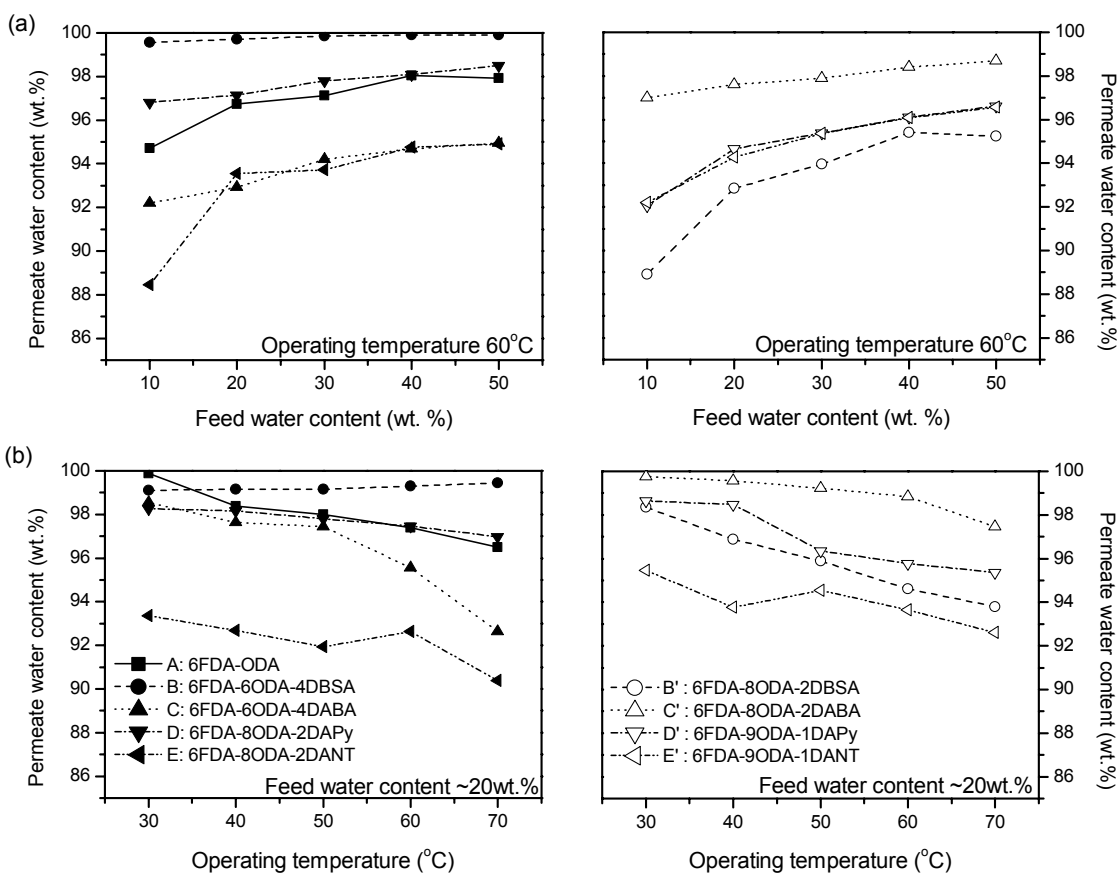 (a)
100
98
96
94
92
90
88
86
Permeate water content (wt.%)
Operating temperature 60°C
10 20 30 40 50
Feed water content (wt. %)
100
98
96
94
92
90
88
86
Permeate water content (wt.%)
Operating temperature 60°C
10 20 30 40 50
Feed water content (wt. %)
(b)
100
98
96
94
92
90
88
86
Permeate water content (wt.%)
A: 6FDA-ODA
B: 6FDA-6ODA-4DBSA
C: 6FDA-6ODA-4DABA
D: 6FDA-8ODA-2DAPy
E: 6FDA-8ODA-2DANT
Feed water content ~20wt.%
30 40 50 60 70
Operating temperature (°C)
100
98
96
94
92
90
88
86
Permeate water content (wt.%)
B' : 6FDA-8ODA-2DBSA
C' : 6FDA-8ODA-2DABA
D' : 6FDA-9ODA-1DAPy
E' : 6FDA-9ODA-1DANT
Feed water content ~20wt.%
30 40 50 60 70
Operating temperature (°C)